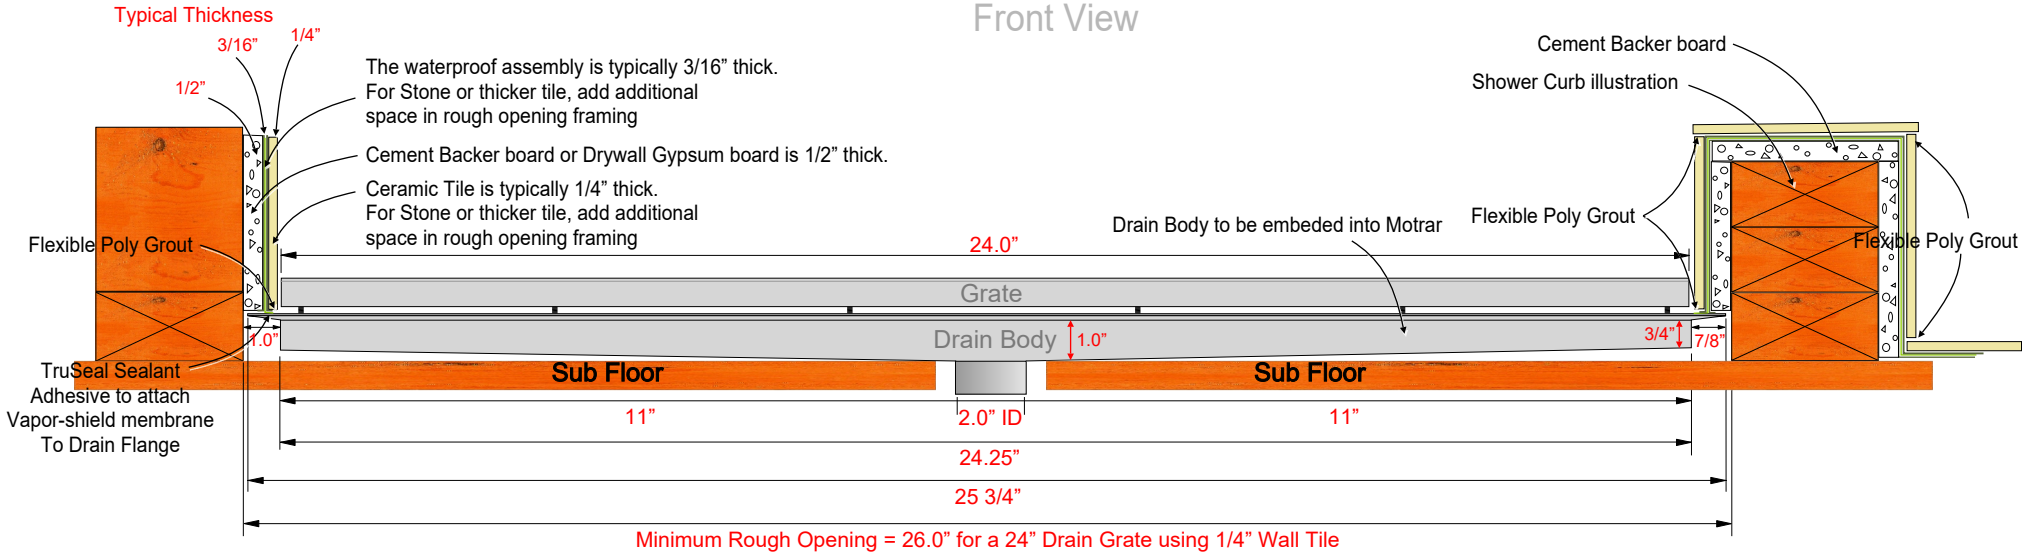 Front View
Typical Thickness
3/16”
1/4”
1/2”
The waterproof assembly is typically 3/16” thick.
For Stone or thicker tile, add additional
space in rough opening framing
Cement Backer board or Drywall Gypsum board is 1/2” thick.
Ceramic Tile is typically 1/4” thick.
For Stone or thicker tile, add additional
space in rough opening framing
Cement Backer board
Shower Curb illustration
Flexible Poly Grout
Drain Body to be embeded into Motrar
Flexible Poly Grout
Flexible Poly Grout
24.0”
Grate
Drain Body
1.0”
1.0”
3/4”
7/8”
Sub Floor
Sub Floor
TruSeal Sealant
Adhesive to attach
Vapor-shield membrane
To Drain Flange
11”
2.0” ID
11”
24.25”
25 3/4”
Minimum Rough Opening = 26.0” for a 24” Drain Grate using 1/4” Wall Tile